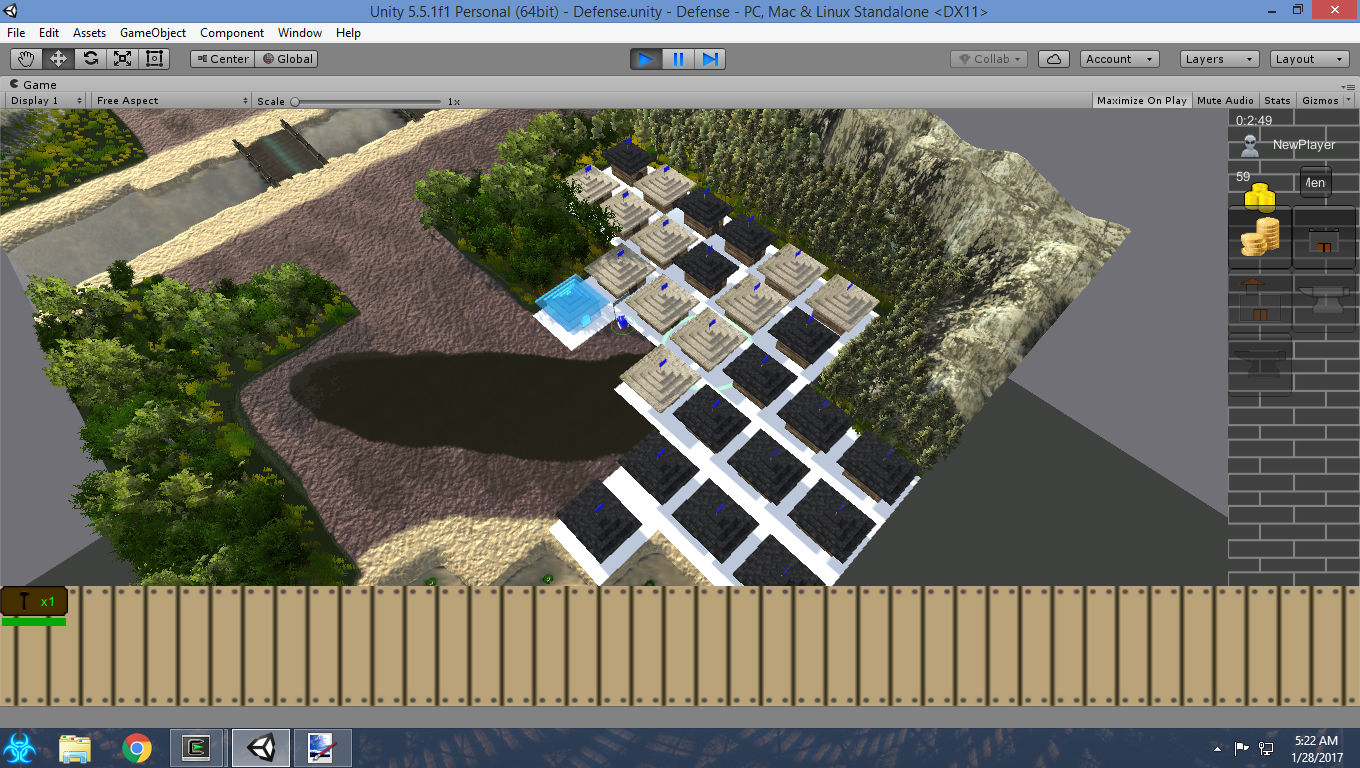 Unity 5.5.1f1 Personal (64bit) - Defense.unity - Defense - PC, Mac & Linux Standalone <DX11>
File Edit Assets GameObject Component Window Help
Center Global Collab Account Layers Layout
Game
Display 1 Free Aspect Scale 1x Maximize On Play Mute Audio Stats Gizmos
0:2:49
NewPlayer
59
Men
x1
5:22 AM
1/28/2017